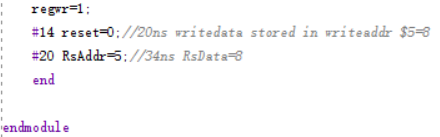 regwr=1;
#14 reset=0;//20ns writedata stored in writeaddr $5=8
#20 RsAddr=5;//34ns RsData=8
end
endmodule